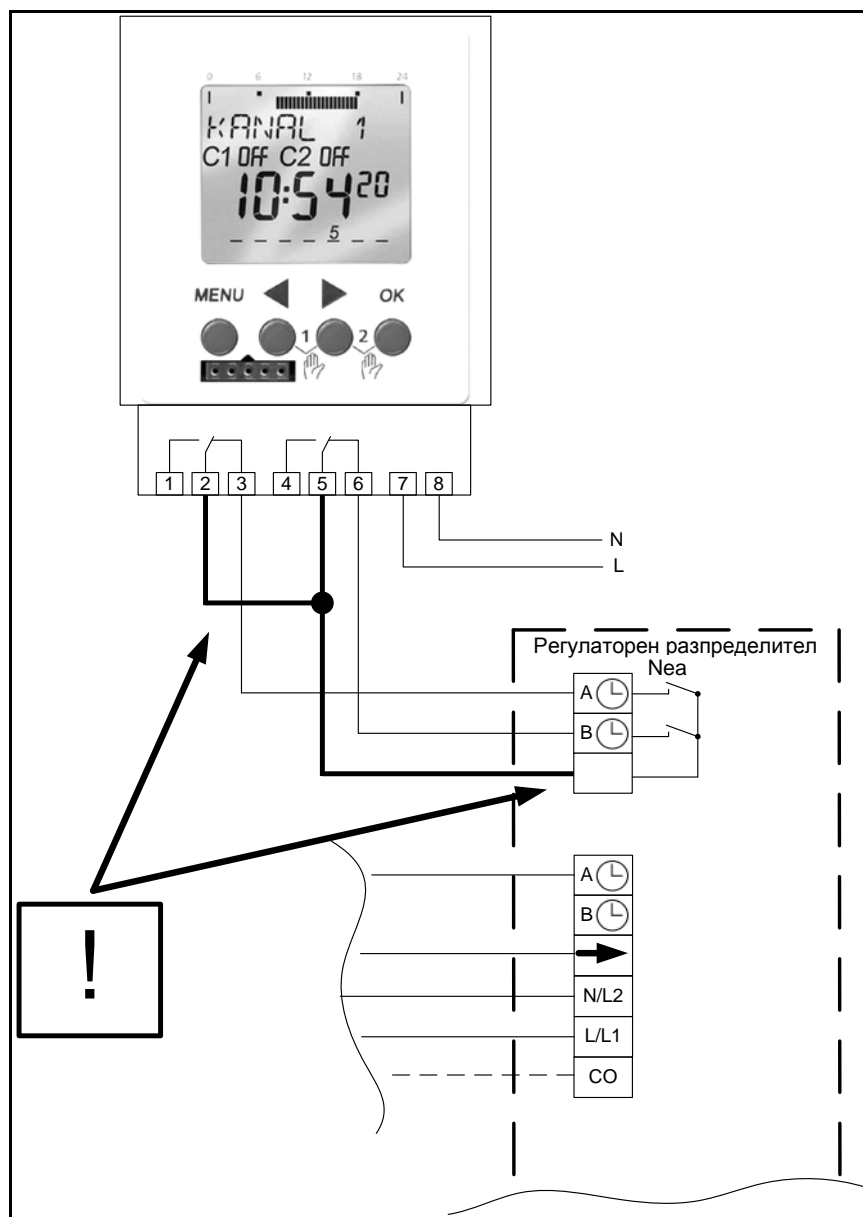 0 6 12 18 24
KANAL 1
C1 OFF C2 OFF
10:54 20
5
MENU OK
1 2
1 2 3 4 5 6 7 8
N
L
Регулаторен разпределител
Nea
A
B
A
B
!
N/L2
L/L1
CO